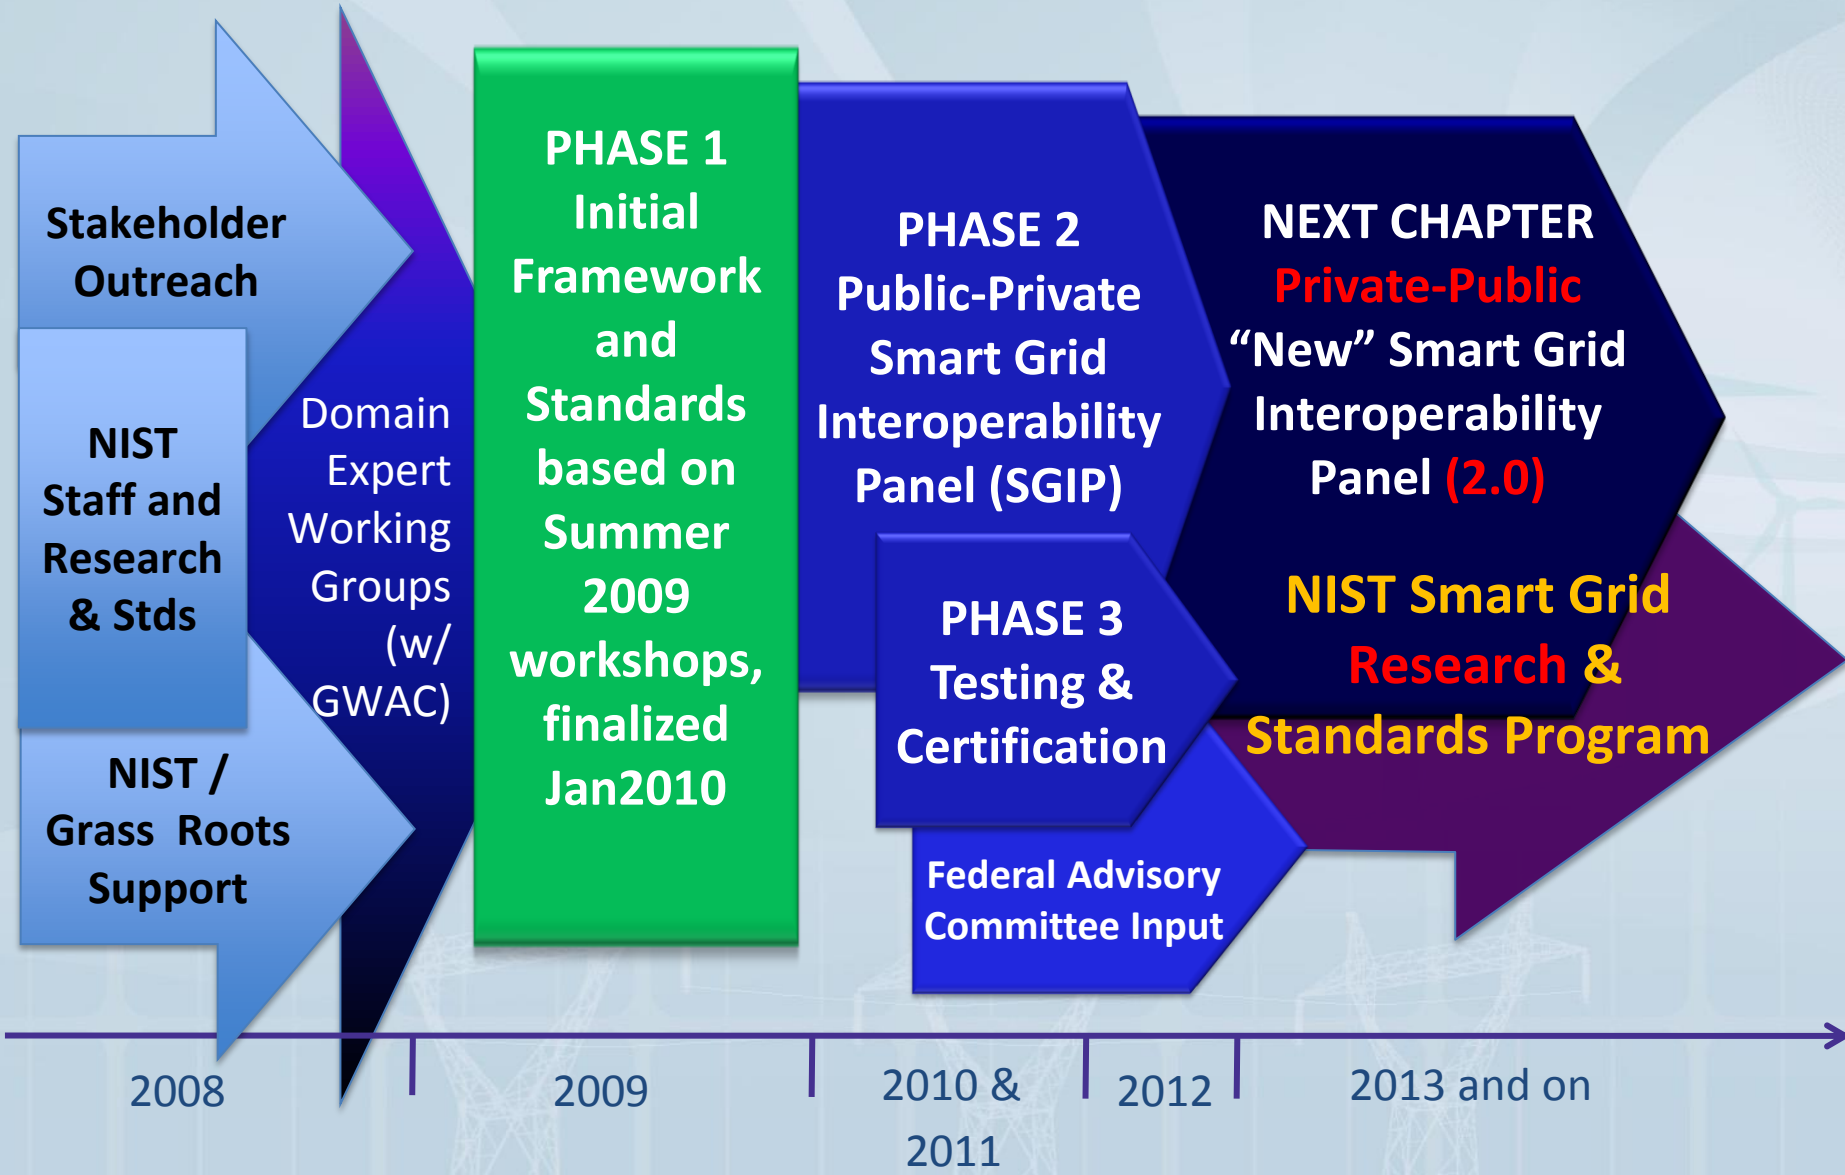 Stakeholder
Outreach
NIST
Staff and
Research
& Stds
NIST /
Grass Roots
Support
Domain
Expert
Working
Groups
(w/
GWAC)
PHASE 1
Initial
Framework
and
Standards
based on
Summer
2009
workshops,
finalized
Jan2010
PHASE 2
Public-Private
Smart Grid
Interoperability
Panel (SGIP)
PHASE 3
Testing &
Certification
Federal Advisory
Committee Input
NEXT CHAPTER
Private-Public
“New” Smart Grid
Interoperability
Panel (2.0)
NIST Smart Grid
Research &
Standards Program
2008
2009
2010 &
2011
2012
2013 and on